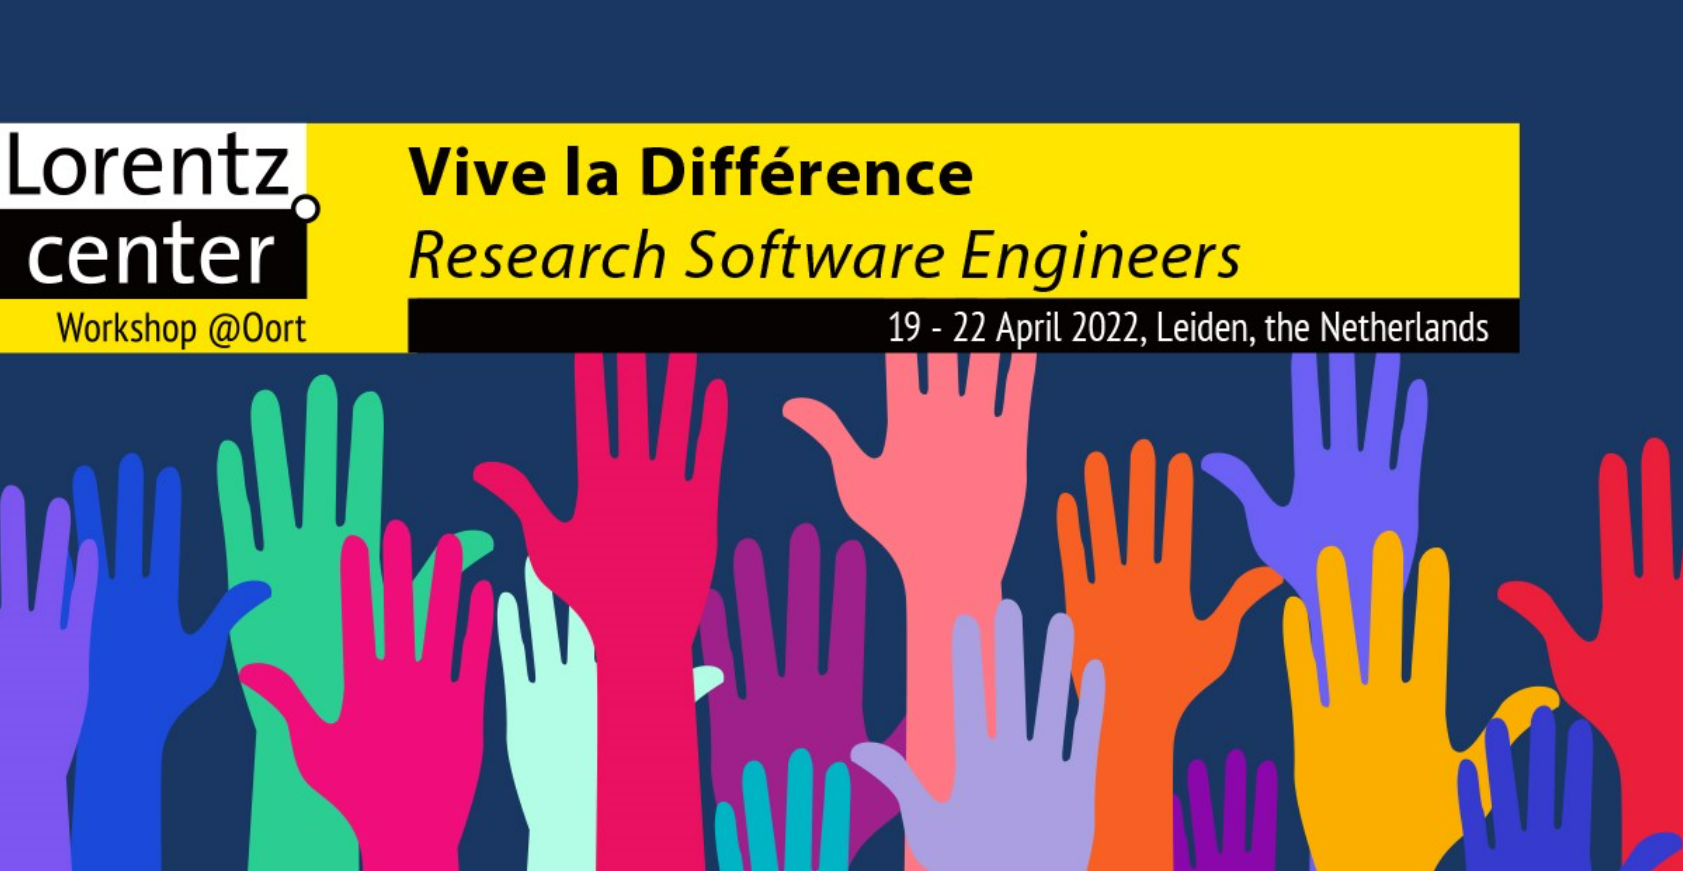 Lorentz
center
Workshop @Oort
Vive la Différence
Research Software Engineers
19 - 22 April 2022, Leiden, the Netherlands